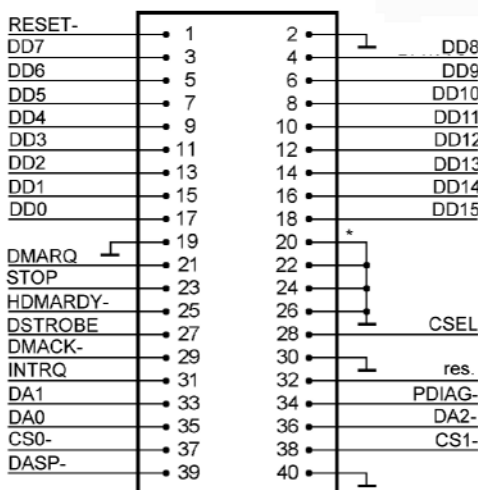 RESET- 1 2
DD7 3 4 DD8
DD6 5 6 DD9
DD5 7 8 DD10
DD4 9 10 DD11
DD3 11 12 DD12
DD2 13 14 DD13
DD1 15 16 DD14
DD0 17 18 DD15
19 20 *
DMARQ 21 22
STOP 23 24
HDMARDY- 25 26
DSTROBE 27 28 CSEL
DMACK- 29 30
INTRQ 31 32 res.
DA1 33 34 PDIAG-
DA0 35 36 DA2-
CS0- 37 38 CS1-
DASP- 39 40